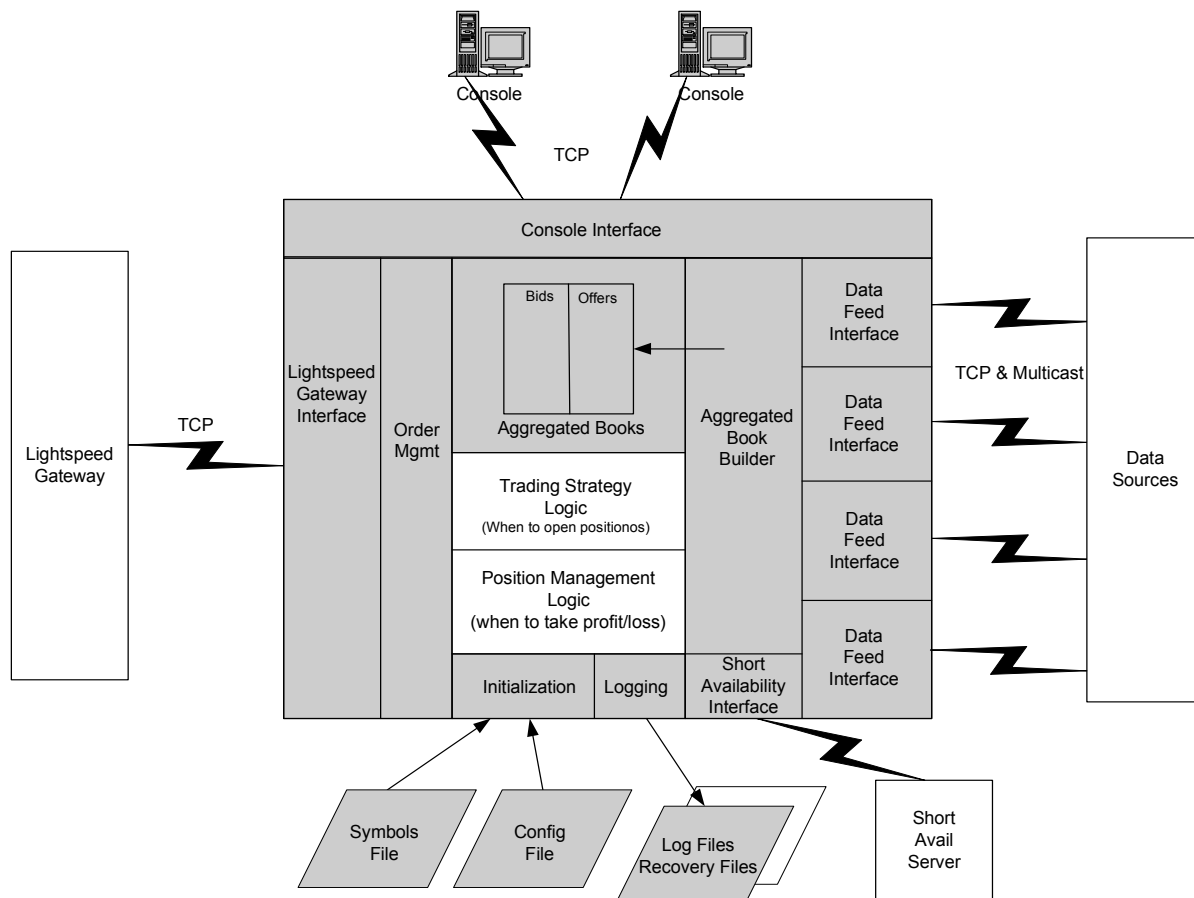 Console
Console
TCP
Console Interface
Bids
Offers
Aggregated Books
Lightspeed
Gateway
Interface
Order
Mgmt
Aggregated
Book
Builder
Data
Feed
Interface
Data
Feed
Interface
Data
Feed
Interface
Data
Feed
Interface
TCP & Multicast
Data
Sources
TCP
Lightspeed
Gateway
Trading Strategy
Logic
(When to open positionos)
Position Management
Logic
(when to take profit/loss)
Initialization
Logging
Short
Availability
Interface
Symbols
File
Config
File
Log Files
Recovery Files
Short
Avail
Server